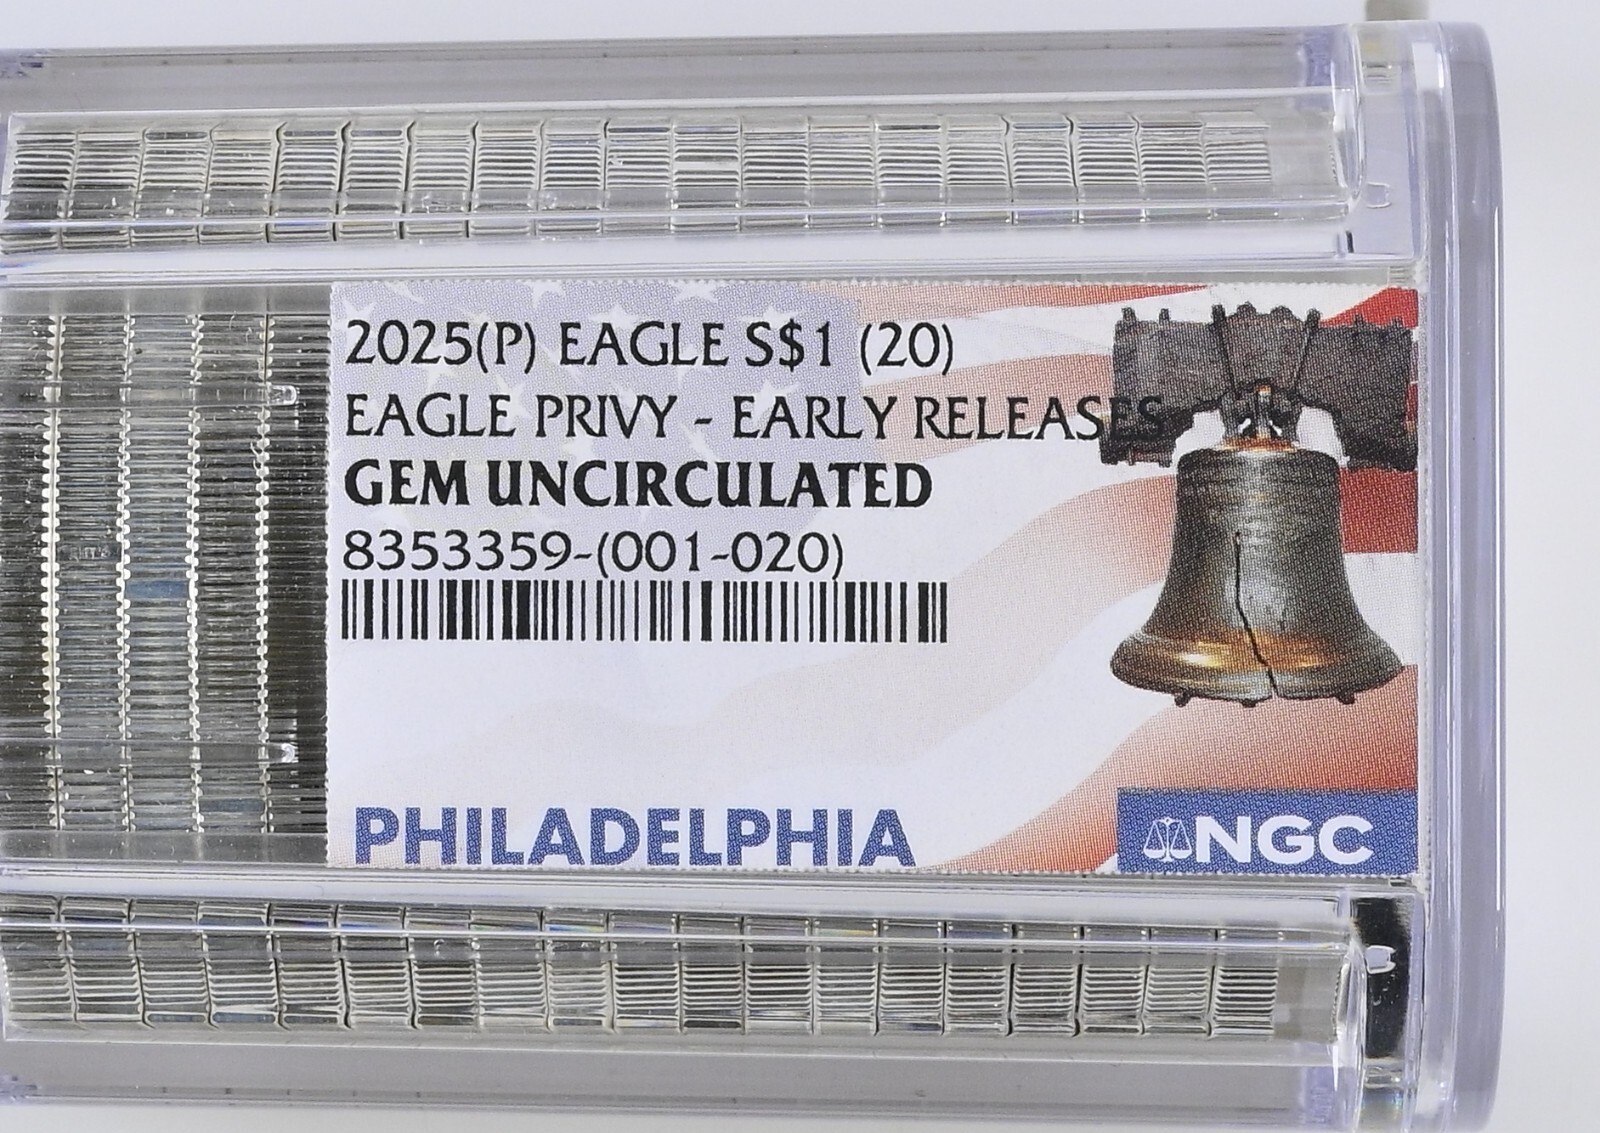 2025(P) EAGLE S$1 (20)
EAGLE PRIVY - EARLY RELEASES
GEM UNCIRCULATED
8353359-(001-020)
PHILADELPHIA
NGC